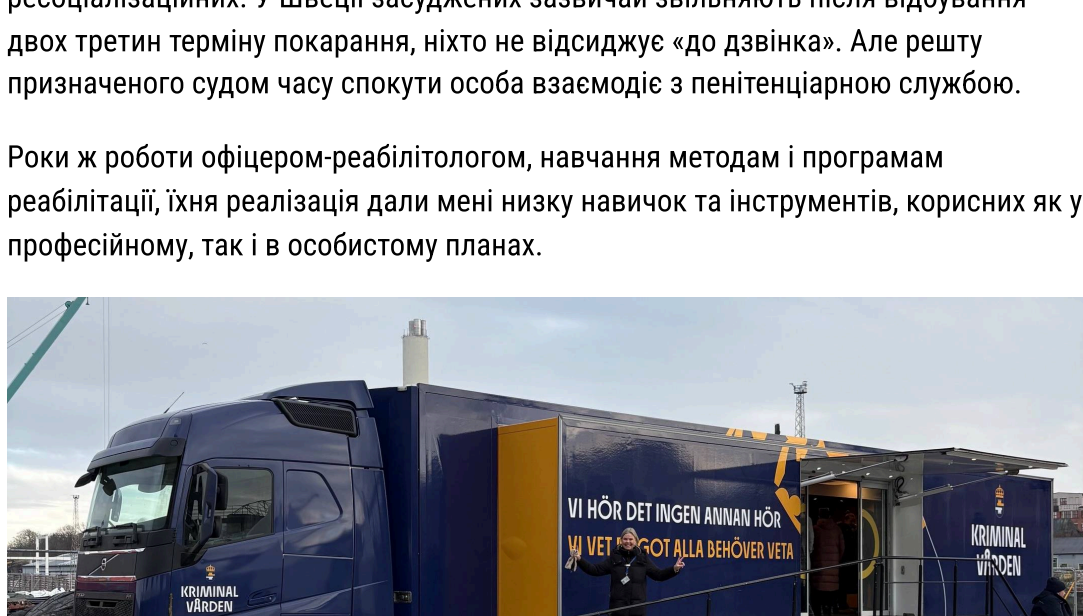 ресоціалізаційних. У Швеції засуджених зазвичай звільняють після відбування
двох третин терміну покарання, ніхто не відсиджує «до дзвінка». Але решту
призначеного судом часу спокути особа взаємодіє з пенітенціарною службою.
Роки ж роботи офіцером-реабілітологом, навчання методам і програмам
реабілітації, їхня реалізація дали мені низку навичок та інструментів, корисних як у
професійному, так і в особистому планах.
VI HÖR DET INGEN ANNAN HÖR
VI VET NÅGOT ALLA BEHÖVER VETA
KRIMINAL
VÅRDEN
KRIMINAL
VÅRDEN